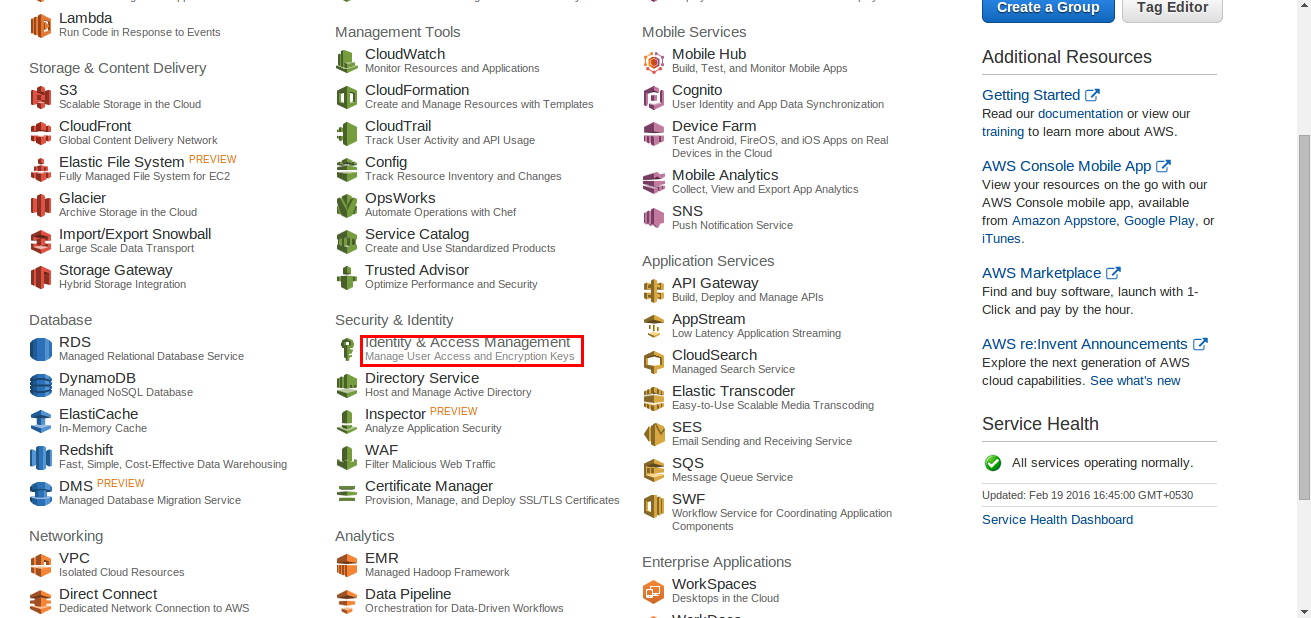 Lambda
Run Code in Response to Events
Storage & Content Delivery
S3
Scalable Storage in the Cloud
CloudFront
Global Content Delivery Network
Elastic File System PREVIEW
Fully Managed File System for EC2
Glacier
Archive Storage in the Cloud
Import/Export Snowball
Large Scale Data Transport
Storage Gateway
Hybrid Storage Integration
Database
RDS
Managed Relational Database Service
DynamoDB
Managed NoSQL Database
ElastiCache
In-Memory Cache
Redshift
Fast, Simple, Cost-Effective Data Warehousing
DMS PREVIEW
Managed Database Migration Service
Networking
VPC
Isolated Cloud Resources
Direct Connect
Dedicated Network Connection to AWS
Management Tools
CloudWatch
Monitor Resources and Applications
CloudFormation
Create and Manage Resources with Templates
CloudTrail
Track User Activity and API Usage
Config
Track Resource Inventory and Changes
OpsWorks
Automate Operations with Chef
Service Catalog
Create and Use Standardized Products
Trusted Advisor
Optimize Performance and Security
Security & Identity
Identity & Access Management
Manage User Access and Encryption Keys
Directory Service
Host and Manage Active Directory
Inspector PREVIEW
Analyze Application Security
WAF
Filter Malicious Web Traffic
Certificate Manager
Provision, Manage, and Deploy SSL/TLS Certificates
Analytics
EMR
Managed Hadoop Framework
Data Pipeline
Orchestration for Data-Driven Workflows
Mobile Services
Mobile Hub
Build, Test, and Monitor Mobile Apps
Cognito
User Identity and App Data Synchronization
Device Farm
Test Android, FireOS, and iOS Apps on Real
Devices in the Cloud
Mobile Analytics
Collect, View and Export App Analytics
SNS
Push Notification Service
Application Services
API Gateway
Build, Deploy and Manage APIs
AppStream
Low Latency Application Streaming
CloudSearch
Managed Search Service
Elastic Transcoder
Easy-to-Use Scalable Media Transcoding
SES
Email Sending and Receiving Service
SQS
Message Queue Service
SWF
Workflow Service for Coordinating Application
Components
Enterprise Applications
WorkSpaces
Desktops in the Cloud
Create a Group
Tag Editor
Additional Resources
Getting Started
Read our documentation or view our
training to learn more about AWS.
AWS Console Mobile App
View your resources on the go with our
AWS Console mobile app, available
from Amazon Appstore, Google Play, or
iTunes.
AWS Marketplace
Find and buy software, launch with 1-
Click and pay by the hour.
AWS re:Invent Announcements
Explore the next generation of AWS
cloud capabilities. See what's new
Service Health
All services operating normally.
Updated: Feb 19 2016 16:45:00 GMT+0530
Service Health Dashboard